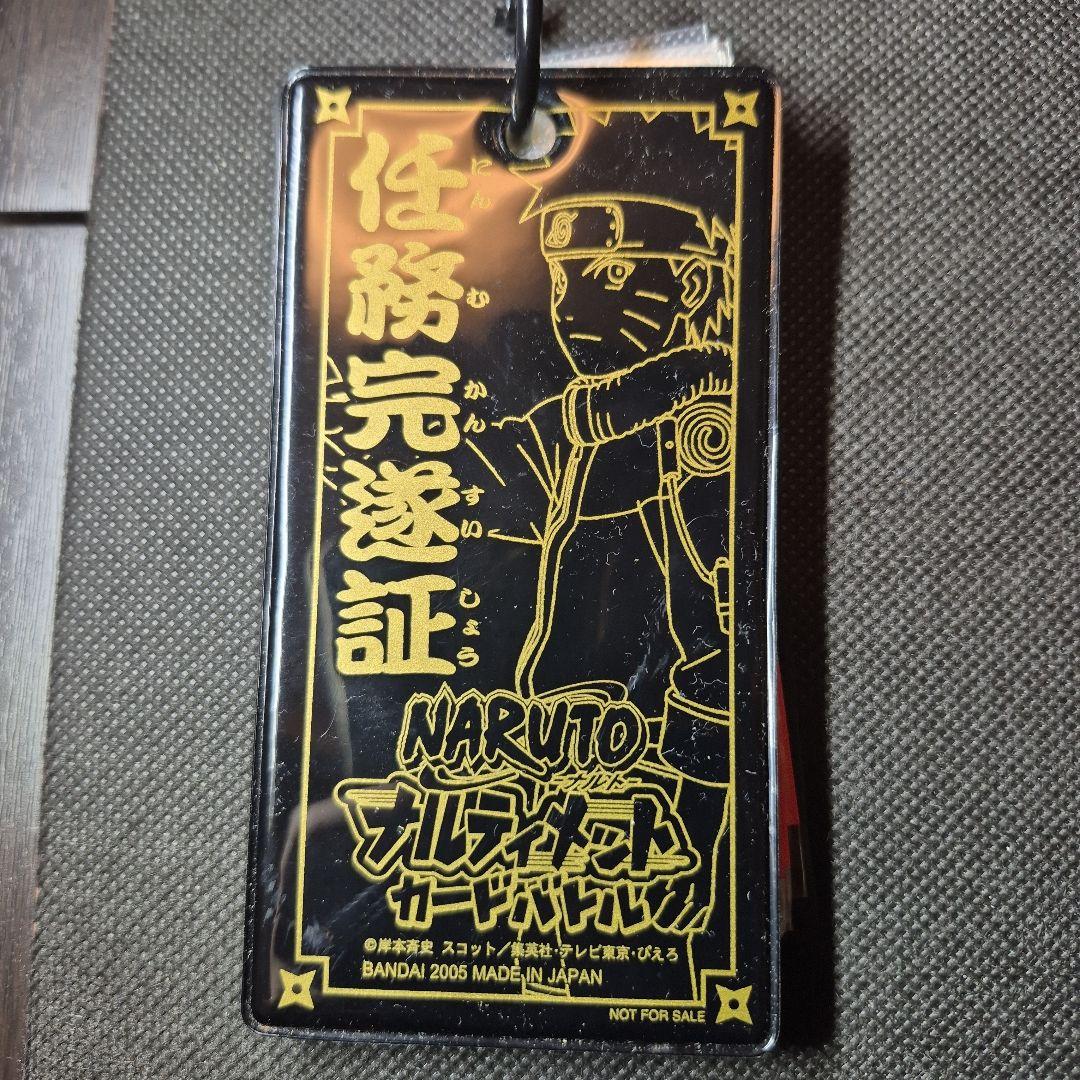 任務完遂証
にん
む
かん
すい
しょう
NARUTO
ーナルトー
ナルティメット
カードバトル
©岸本斉史 スコット/集英社・テレビ東京・ぴえろ
BANDAI 2005 MADE IN JAPAN
NOT FOR SALE